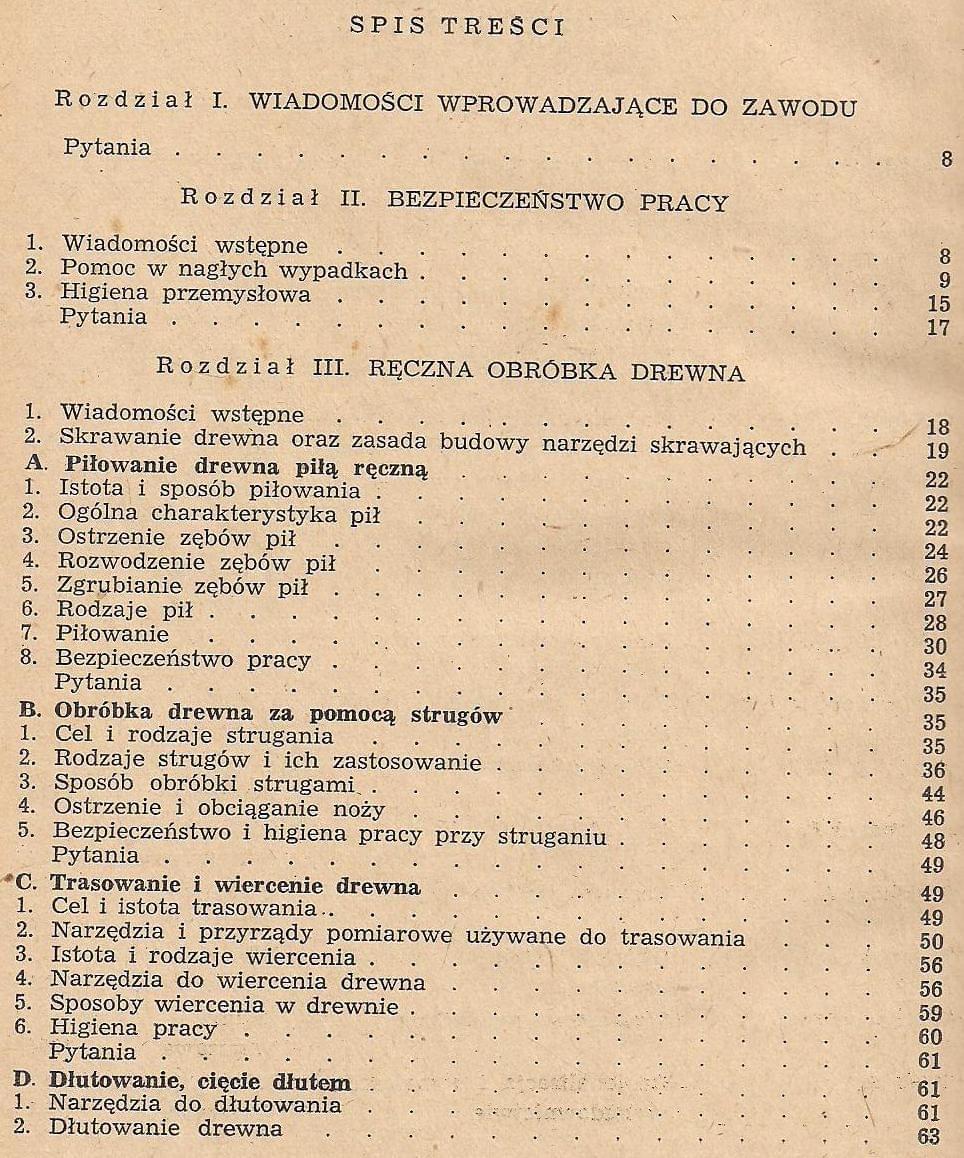 SPIS TREŚCI
Rozdział I. WIADOMOŚCI WPROWADZAJĄCE DO ZAWODU
Pytania . . . . . . . . . . . . . . 8
Rozdział II. BEZPIECZEŃSTWO PRACY
1. Wiadomości wstępne . . . . . . . . . . . 8
2. Pomoc w nagłych wypadkach . . . . . . . . . 9
3. Higiena przemysłowa . . . . . . . . . . . 15
Pytania . . . . . . . . . . . . . . 17
Rozdział III. RĘCZNA OBRÓBKA DREWNA
1. Wiadomości wstępne . . . . . . . . . . . 18
2. Skrawanie drewna oraz zasada budowy narzędzi skrawających . . 19
A. Piłowanie drewna piłą ręczną . . . . . . . . . 22
1. Istota i sposób piłowania . . . . . . . . . . 22
2. Ogólna charakterystyka pił . . . . . . . . . 22
3. Ostrzenie zębów pił . . . . . . . . . . . 24
4. Rozwodzenie zębów pił . . . . . . . . . . 26
5. Zgrubianie zębów pił . . . . . . . . . . . 27
6. Rodzaje pił . . . . . . . . . . . . . 28
7. Piłowanie . . . . . . . . . . . . . 30
8. Bezpieczeństwo pracy . . . . . . . . . . . 34
Pytania . . . . . . . . . . . . . . 35
B. Obróbka drewna za pomocą strugów . . . . . . . 35
1. Cel i rodzaje strugania . . . . . . . . . . 35
2. Rodzaje strugów i ich zastosowanie . . . . . . . 36
3. Sposób obróbki strugami . . . . . . . . . . 44
4. Ostrzenie i obciąganie noży . . . . . . . . . 46
5. Bezpieczeństwo i higiena pracy przy struganiu . . . . . 48
Pytania . . . . . . . . . . . . . . 49
C. Trasowanie i wiercenie drewna . . . . . . . . . 49
1. Cel i istota trasowania . . . . . . . . . . . 49
2. Narzędzia i przyrządy pomiarowe używane do trasowania . . . 50
3. Istota i rodzaje wiercenia . . . . . . . . . . 56
4. Narzędzia do wiercenia drewna . . . . . . . . 56
5. Sposoby wiercenia w drewnie . . . . . . . . . 59
6. Higiena pracy . . . . . . . . . . . . 60
Pytania . . . . . . . . . . . . . . 61
D. Dłutowanie, cięcie dłutem . . . . . . . . . . 61
1. Narzędzia do dłutowania . . . . . . . . . . 61
2. Dłutowanie drewna . . . . . . . . . . . 63